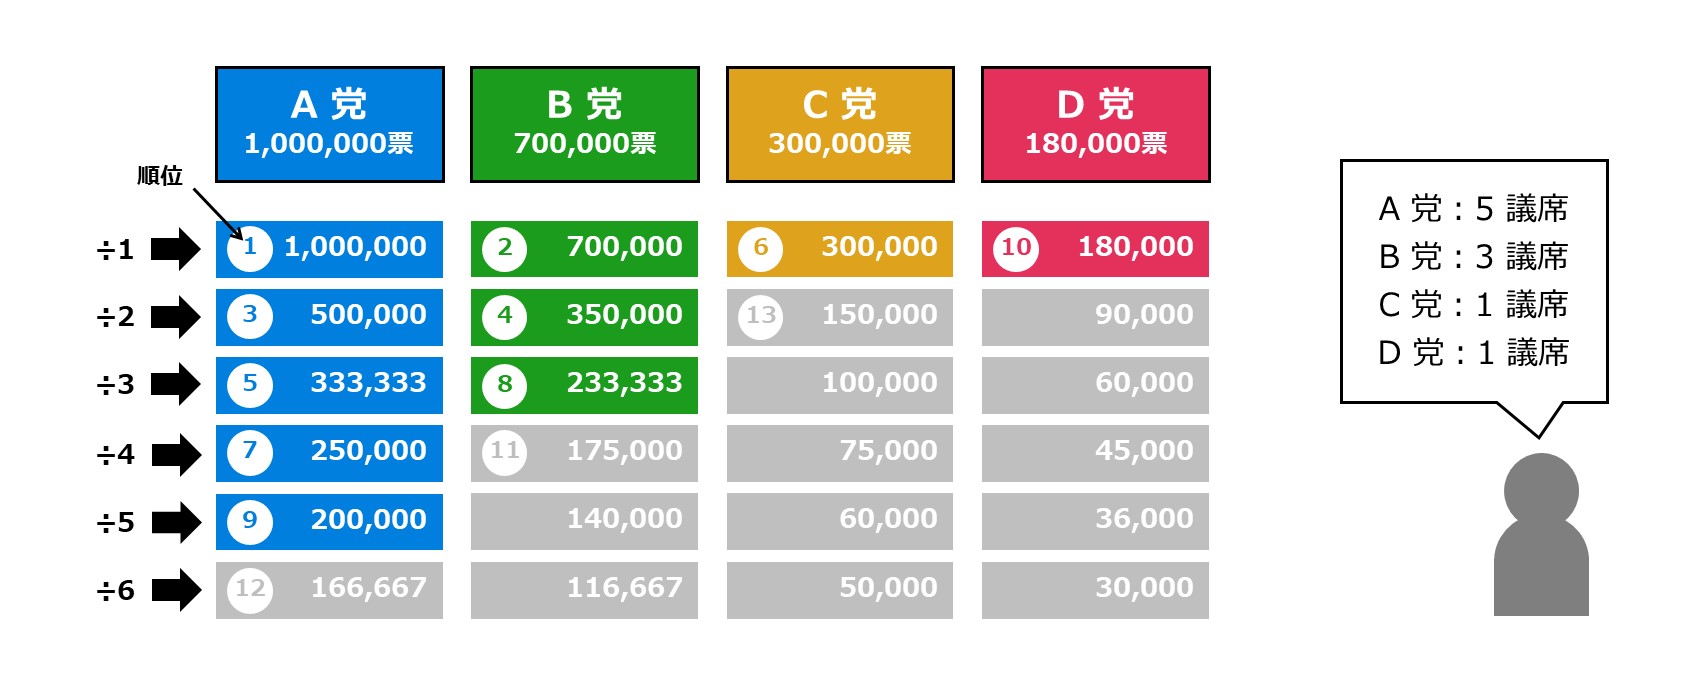 A 党
1,000,000票
B 党
700,000票
C 党
300,000票
D 党
180,000票
順位
÷1 ① 1,000,000 ② 700,000 ⑥ 300,000 ⑩ 180,000
÷2 ③ 500,000 ④ 350,000 ⑬ 150,000 90,000
÷3 ⑤ 333,333 ⑧ 233,333 100,000 60,000
÷4 ⑦ 250,000 ⑪ 175,000 75,000 45,000
÷5 ⑨ 200,000 140,000 60,000 36,000
÷6 ⑫ 166,667 116,667 50,000 30,000
A 党：5 議席
B 党：3 議席
C 党：1 議席
D 党：1 議席